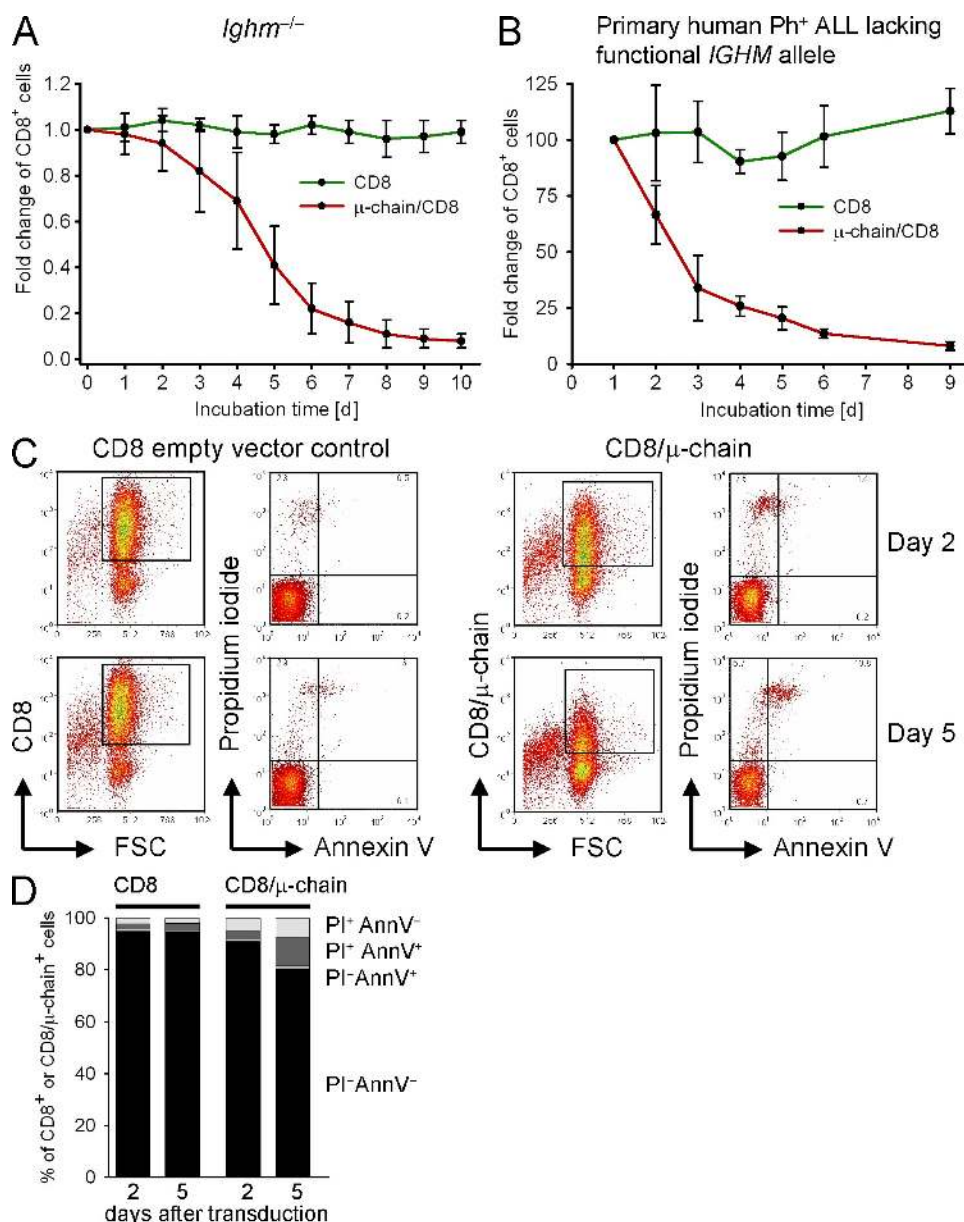 A
Ighm–/–
Fold change of CD8+ cells
1.2
1.0
0.8
0.6
0.4
0.2
0.0
CD8
μ-chain/CD8
0 1 2 3 4 5 6 7 8 9 10
Incubation time [d]
B
Primary human Ph+ ALL lacking
functional IGHM allele
Fold change of CD8+ cells
125
100
75
50
25
0
CD8
μ-chain/CD8
0 1 2 3 4 5 6 7 8 9
Incubation time [d]
C
CD8 empty vector control
CD8/μ-chain
Day 2
Day 5
CD8
FSC
Propidium iodide
Annexin V
CD8/μ-chain
FSC
Propidium iodide
Annexin V
D
CD8
CD8/μ-chain
% of CD8+ or CD8/μ-chain+ cells
100
80
60
40
20
0
PI+ AnnV–
PI+ AnnV+
PI–AnnV+
PI–AnnV–
2 5 2 5
days after transduction